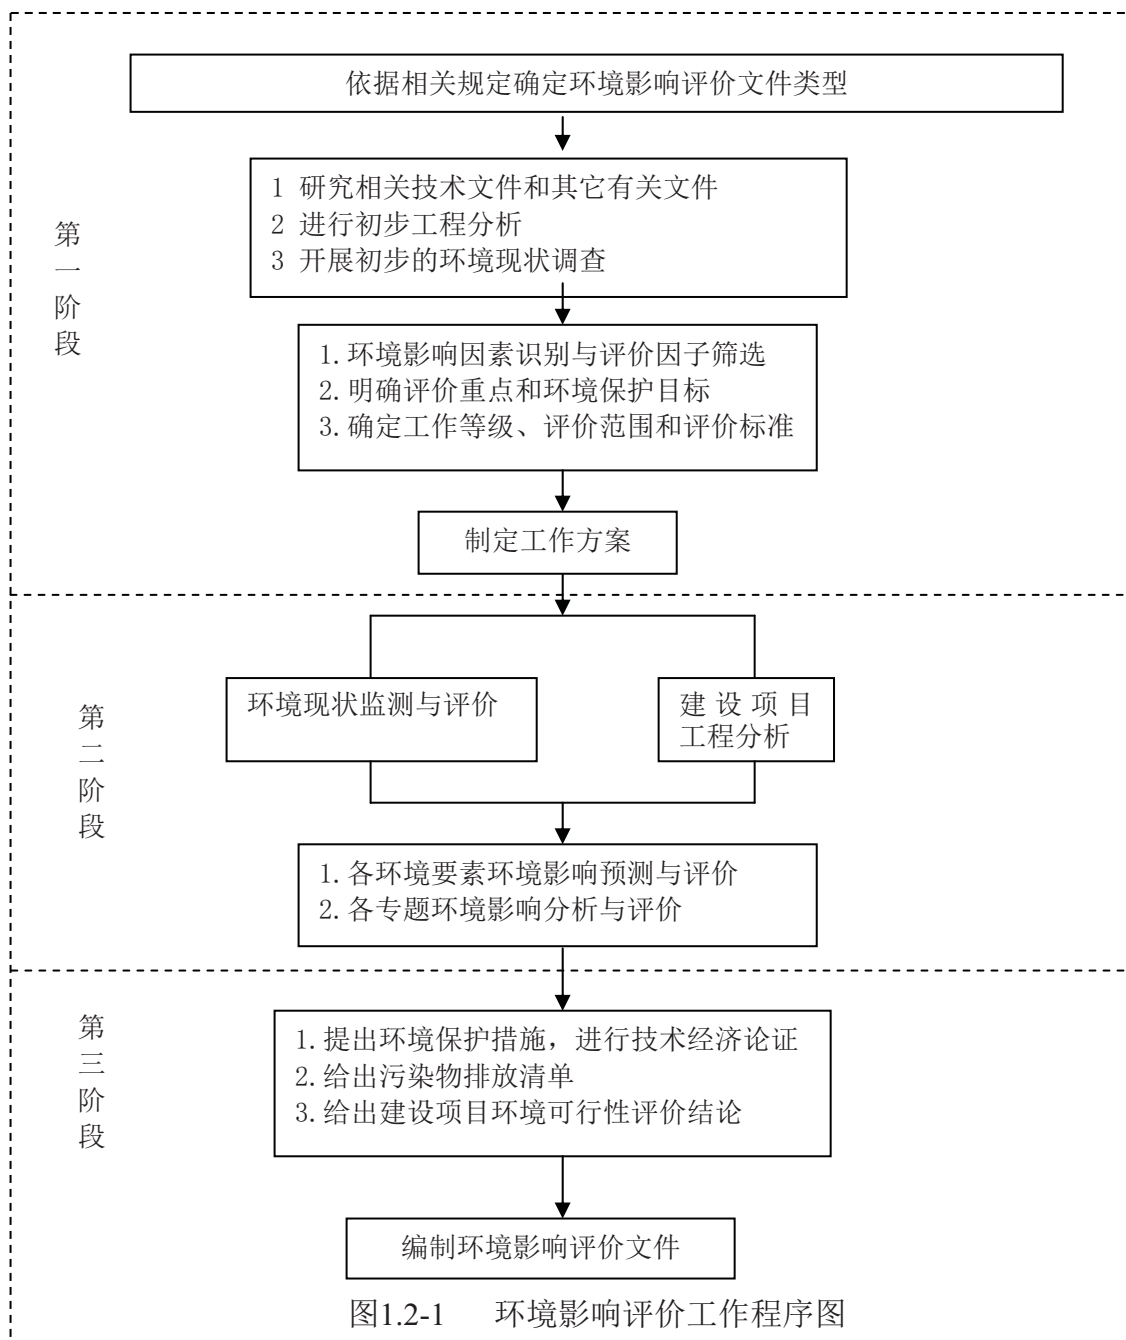 依据相关规定确定环境影响评价文件类型
第一阶段
1 研究相关技术文件和其它有关文件
2 进行初步工程分析
3 开展初步的环境现状调查
1.环境影响因素识别与评价因子筛选
2.明确评价重点和环境保护目标
3.确定工作等级、评价范围和评价标准
制定工作方案
第二阶段
环境现状监测与评价
建设项目
工程分析
1.各环境要素环境影响预测与评价
2.各专题环境影响分析与评价
第三阶段
1.提出环境保护措施，进行技术经济论证
2.给出污染物排放清单
3.给出建设项目环境可行性评价结论
编制环境影响评价文件
图1.2-1 环境影响评价工作程序图